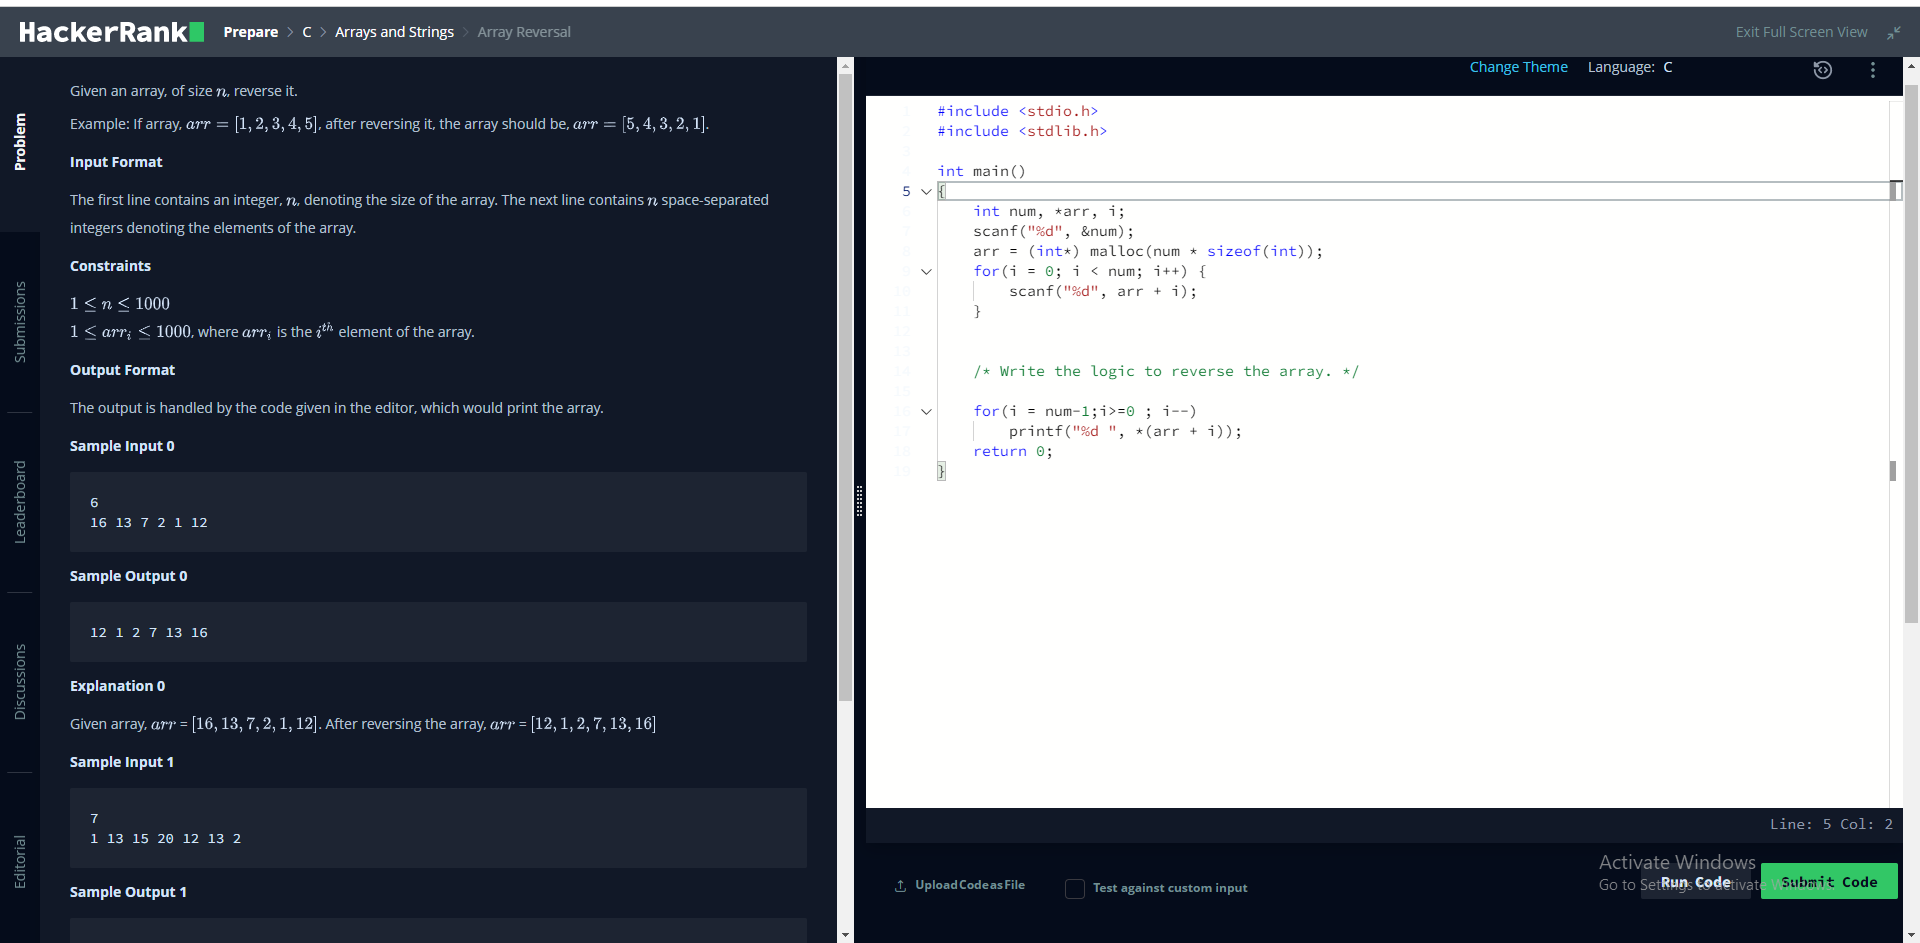 HackerRank Prepare > C > Arrays and Strings > Array Reversal Exit Full Screen View
Problem
Submissions
Leaderboard
Discussions
Editorial
Given an array, of size n, reverse it.
Example: If array, arr = [1, 2, 3, 4, 5], after reversing it, the array should be, arr = [5, 4, 3, 2, 1].
Input Format
The first line contains an integer, n, denoting the size of the array. The next line contains n space-separated
integers denoting the elements of the array.
Constraints
1 ≤ n ≤ 1000
1 ≤ arr_i ≤ 1000, where arr_i is the i^th element of the array.
Output Format
The output is handled by the code given in the editor, which would print the array.
Sample Input 0
6
16 13 7 2 1 12
Sample Output 0
12 1 2 7 13 16
Explanation 0
Given array, arr = [16, 13, 7, 2, 1, 12]. After reversing the array, arr = [12, 1, 2, 7, 13, 16]
Sample Input 1
7
1 13 15 20 12 13 2
Sample Output 1
Change Theme Language: C
1 #include <stdio.h>
2 #include <stdlib.h>
3
4 int main()
5 {
6 int num, *arr, i;
7 scanf("%d", &num);
8 arr = (int*) malloc(num * sizeof(int));
9 for(i = 0; i < num; i++) {
10 scanf("%d", arr + i);
11 }
12
13
14 /* Write the logic to reverse the array. */
15
16 for(i = num-1;i>=0 ; i--)
17 printf("%d ", *(arr + i));
18 return 0;
19 }
Line: 5 Col: 2
Upload Code as File Test against custom input Run Code Submit Code
Activate Windows
Go to Settings to activate Windows.